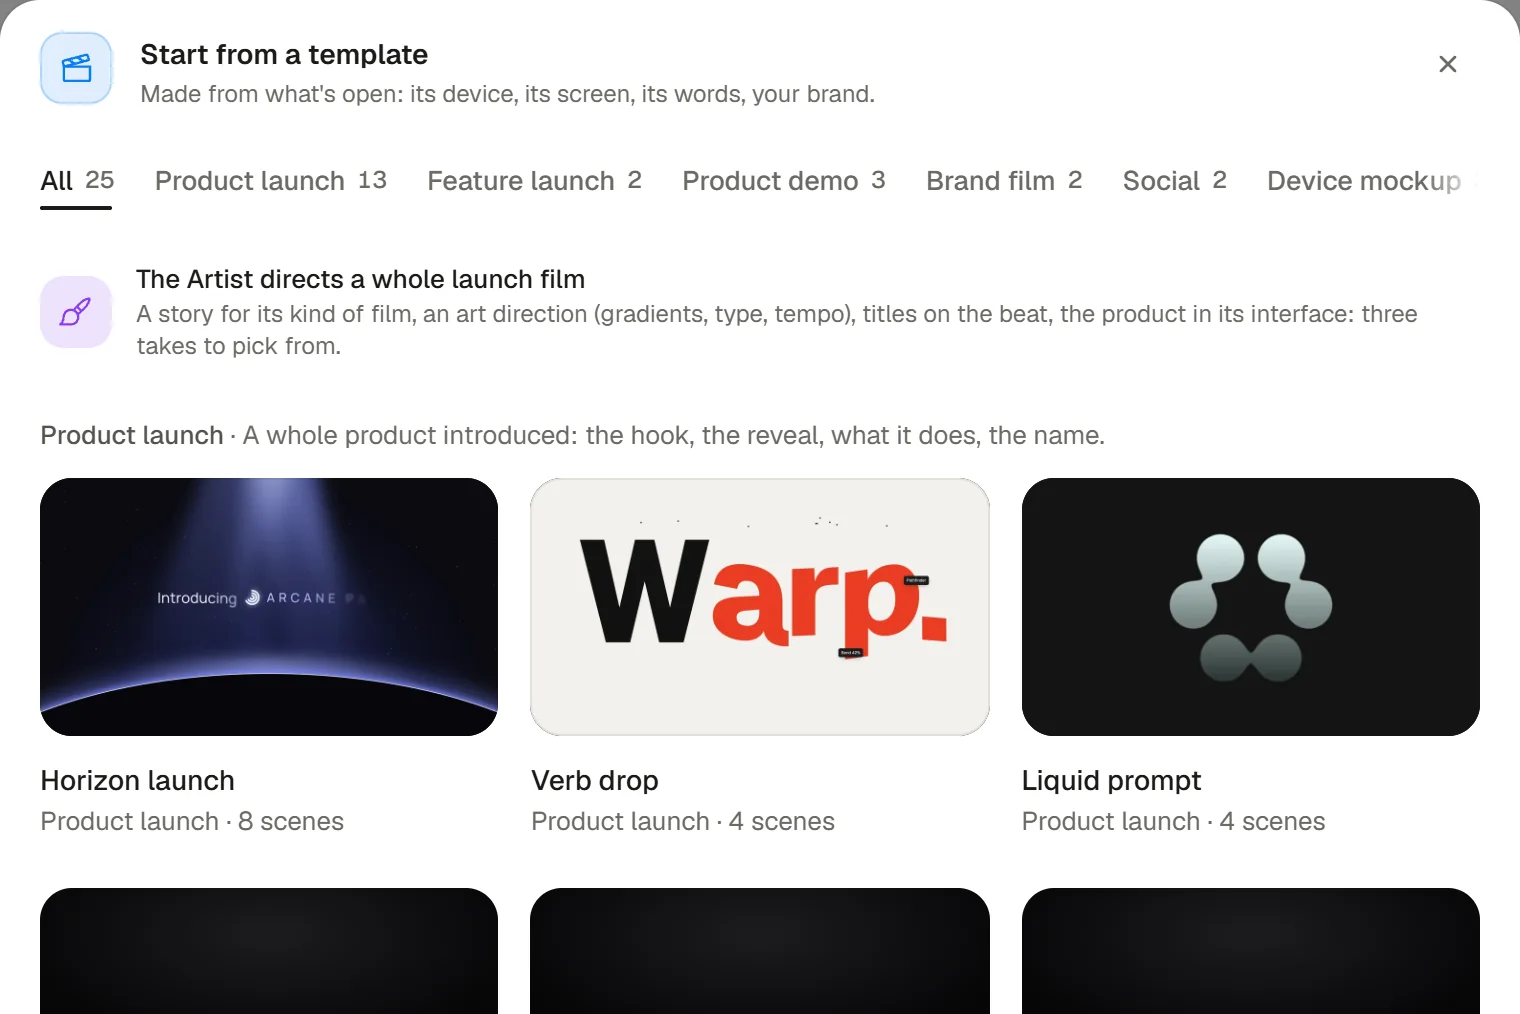 Start from a template
Made from what's open: its device, its screen, its words, your brand.
All 25 Product launch 13 Feature launch 2 Product demo 3 Brand film 2 Social 2 Device mockup
The Artist directs a whole launch film
A story for its kind of film, an art direction (gradients, type, tempo), titles on the beat, the product in its interface: three
takes to pick from.
Product launch · A whole product introduced: the hook, the reveal, what it does, the name.
Introducing ARCANE
Warp.
Horizon launch
Product launch · 8 scenes
Verb drop
Product launch · 4 scenes
Liquid prompt
Product launch · 4 scenes